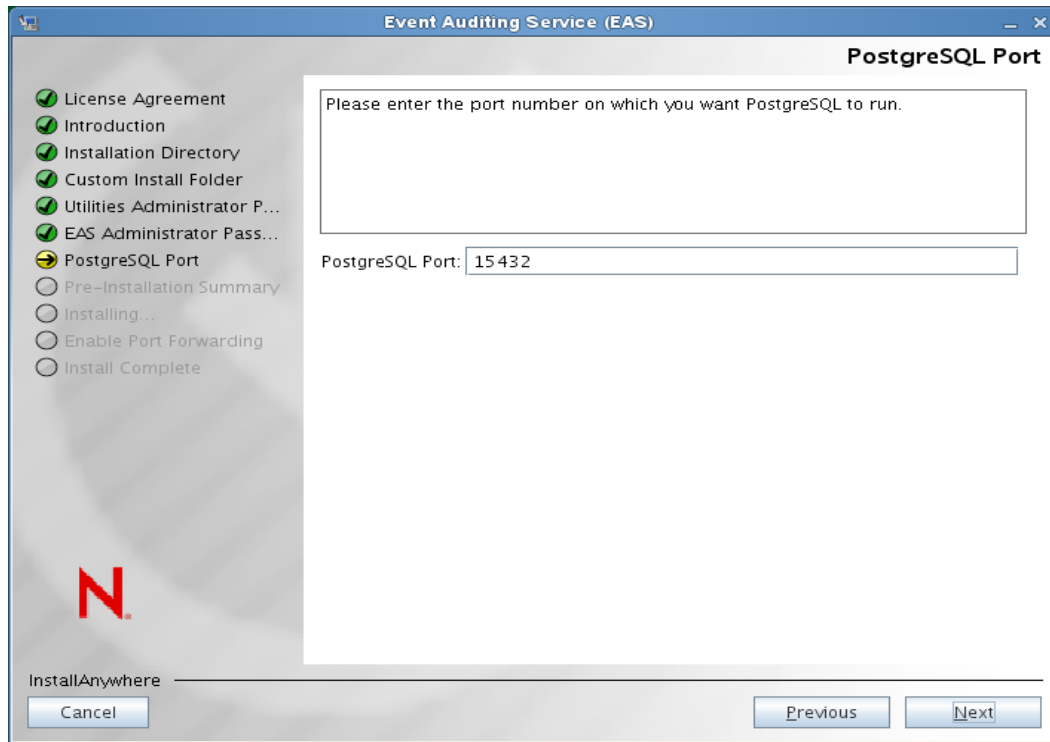 Event Auditing Service (EAS)
PostgreSQL Port
License Agreement
Introduction
Installation Directory
Custom Install Folder
Utilities Administrator P...
EAS Administrator Pass...
PostgreSQL Port
Pre-Installation Summary
Installing...
Enable Port Forwarding
Install Complete
Please enter the port number on which you want PostgreSQL to run.
PostgreSQL Port: 15432
N
InstallAnywhere
Cancel
Previous
Next